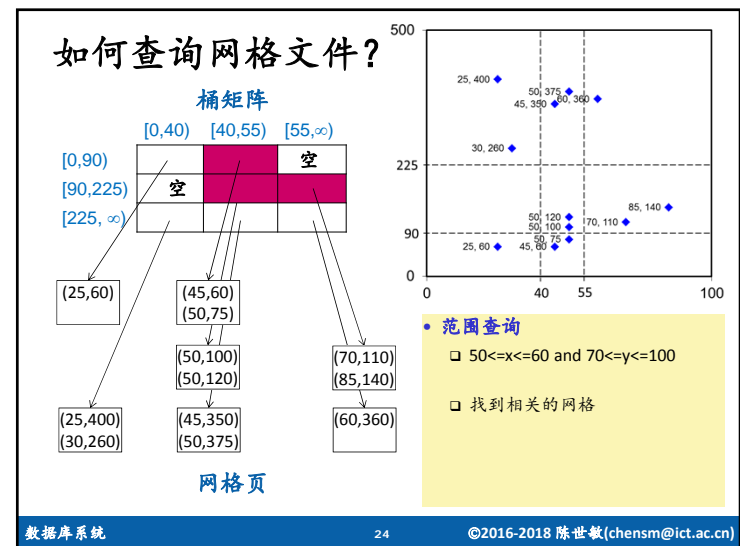 如何查询网格文件?
桶矩阵
[0,40) [40,55) [55,∞)
[0,90)
[90,225)
[225, ∞)
空
空
(25,60)
(45,60)
(50,75)
(50,100)
(50,120)
(70,110)
(85,140)
(25,400)
(30,260)
(45,350)
(50,375)
(60,360)
网格页
500
225
90
0
0 40 55 100
25, 400
50, 375
45, 350
60, 360
30, 260
85, 140
50, 120
70, 110
50, 100
50, 75
25, 60
45, 60
• 范围查询
❑ 50<=x<=60 and 70<=y<=100
❑ 找到相关的网格
数据库系统 24 ©2016-2018 陈世敏(chensm@ict.ac.cn)